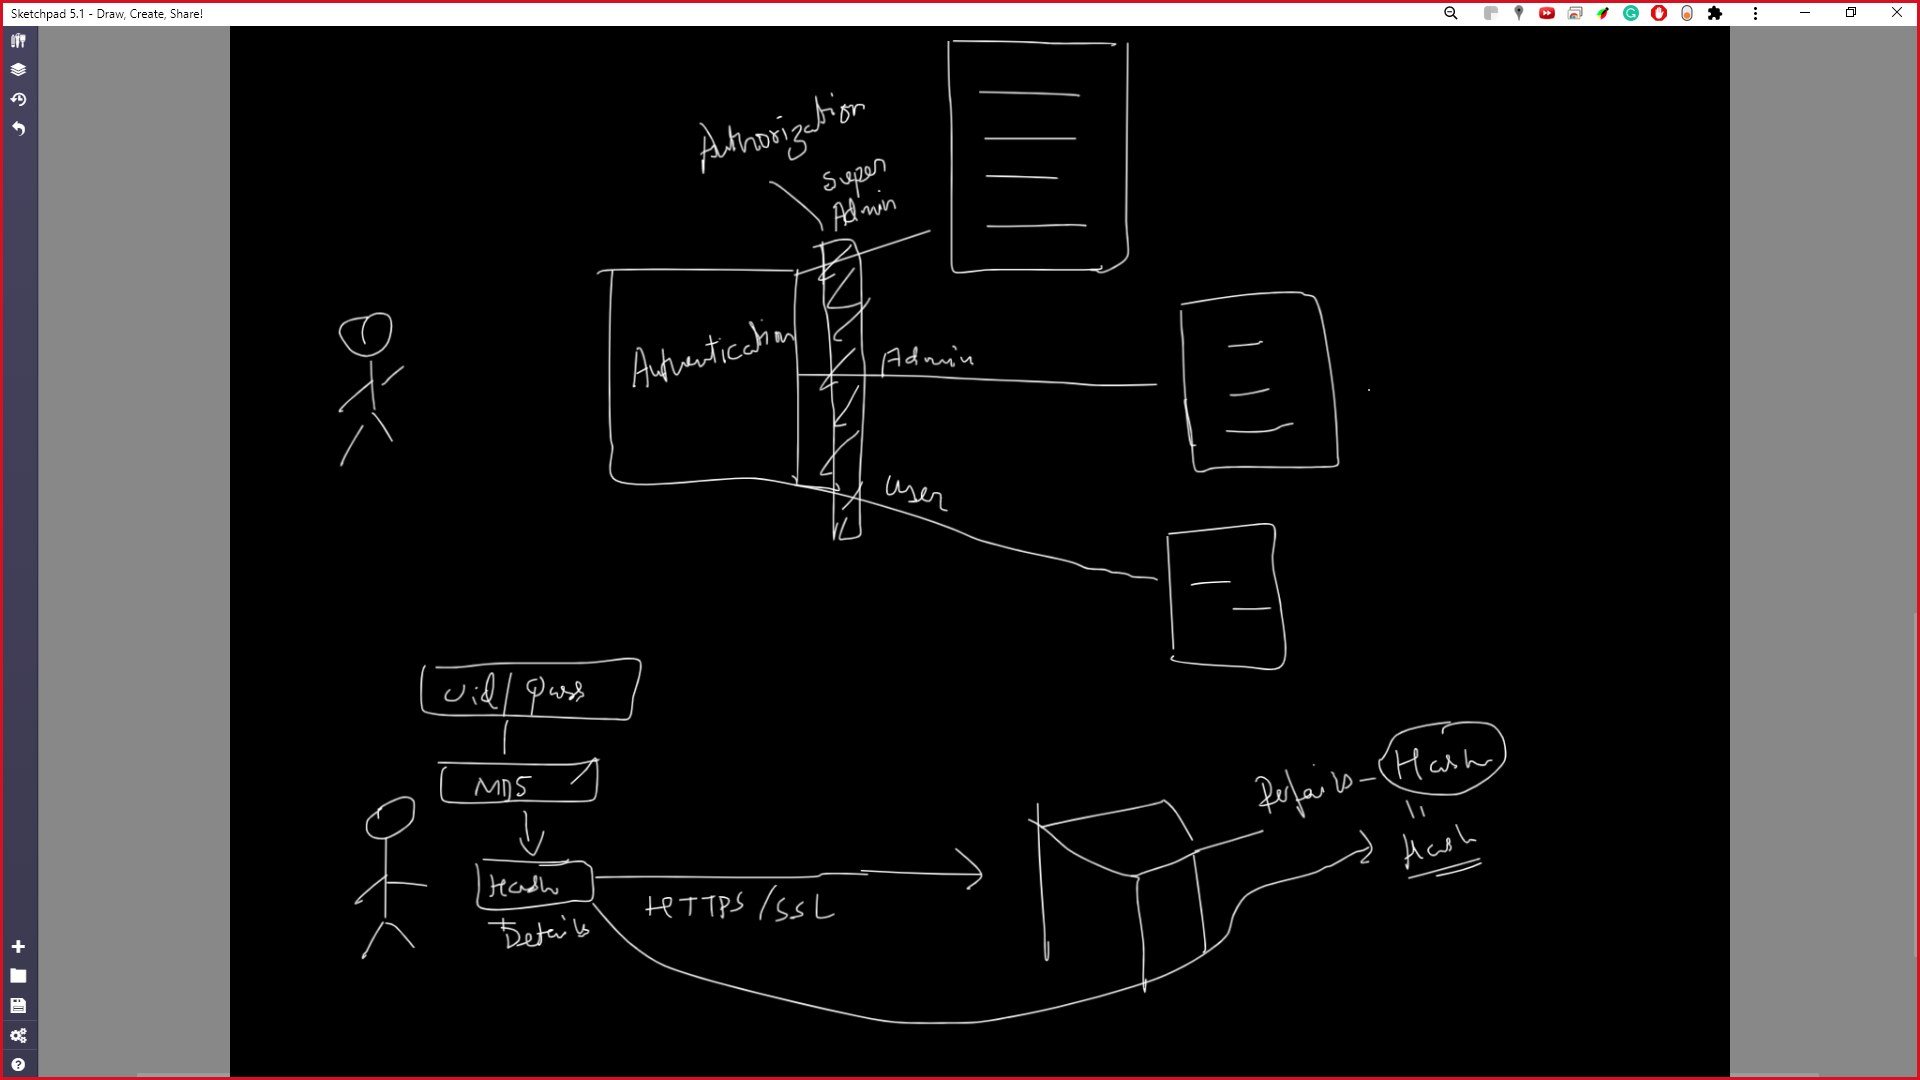 Sketchpad 5.1 - Draw, Create, Share!
Authorization
Super
Admin
Authentication
Admin
User
Uid/Pass
MD5
Hash
Details
HTTPS/SSL
Details - Hash
Hash